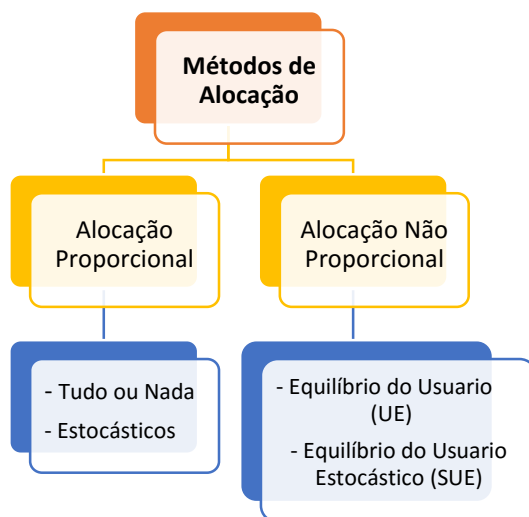 Métodos de
Alocação
Alocação
Proporcional
Alocação Não
Proporcional
- Tudo ou Nada
- Estocásticos
- Equilíbrio do Usuario
(UE)
- Equilíbrio do Usuario
Estocástico (SUE)